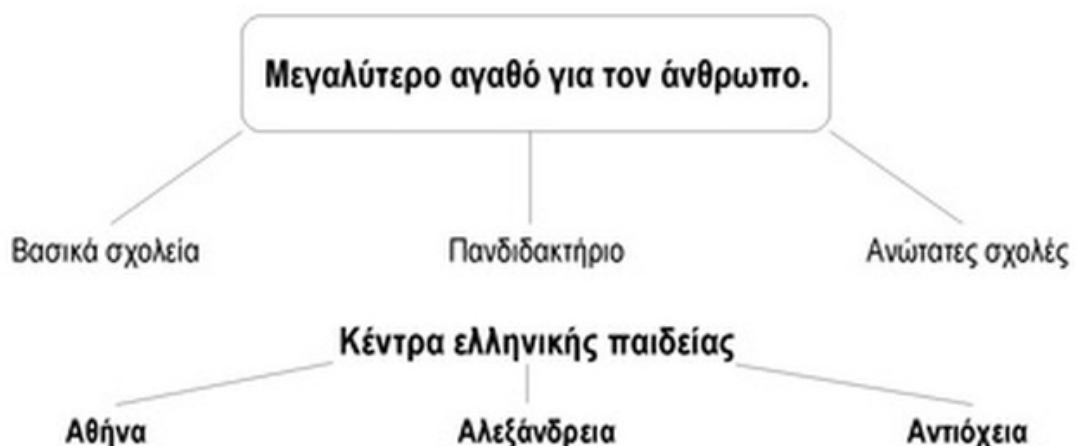 Μεγαλύτερο αγαθό για τον άνθρωπο.
Βασικά σχολεία Πανδιδακτήριο Ανώτατες σχολές
Κέντρα ελληνικής παιδείας
Αθήνα Αλεξάνδρεια Αντιόχεια